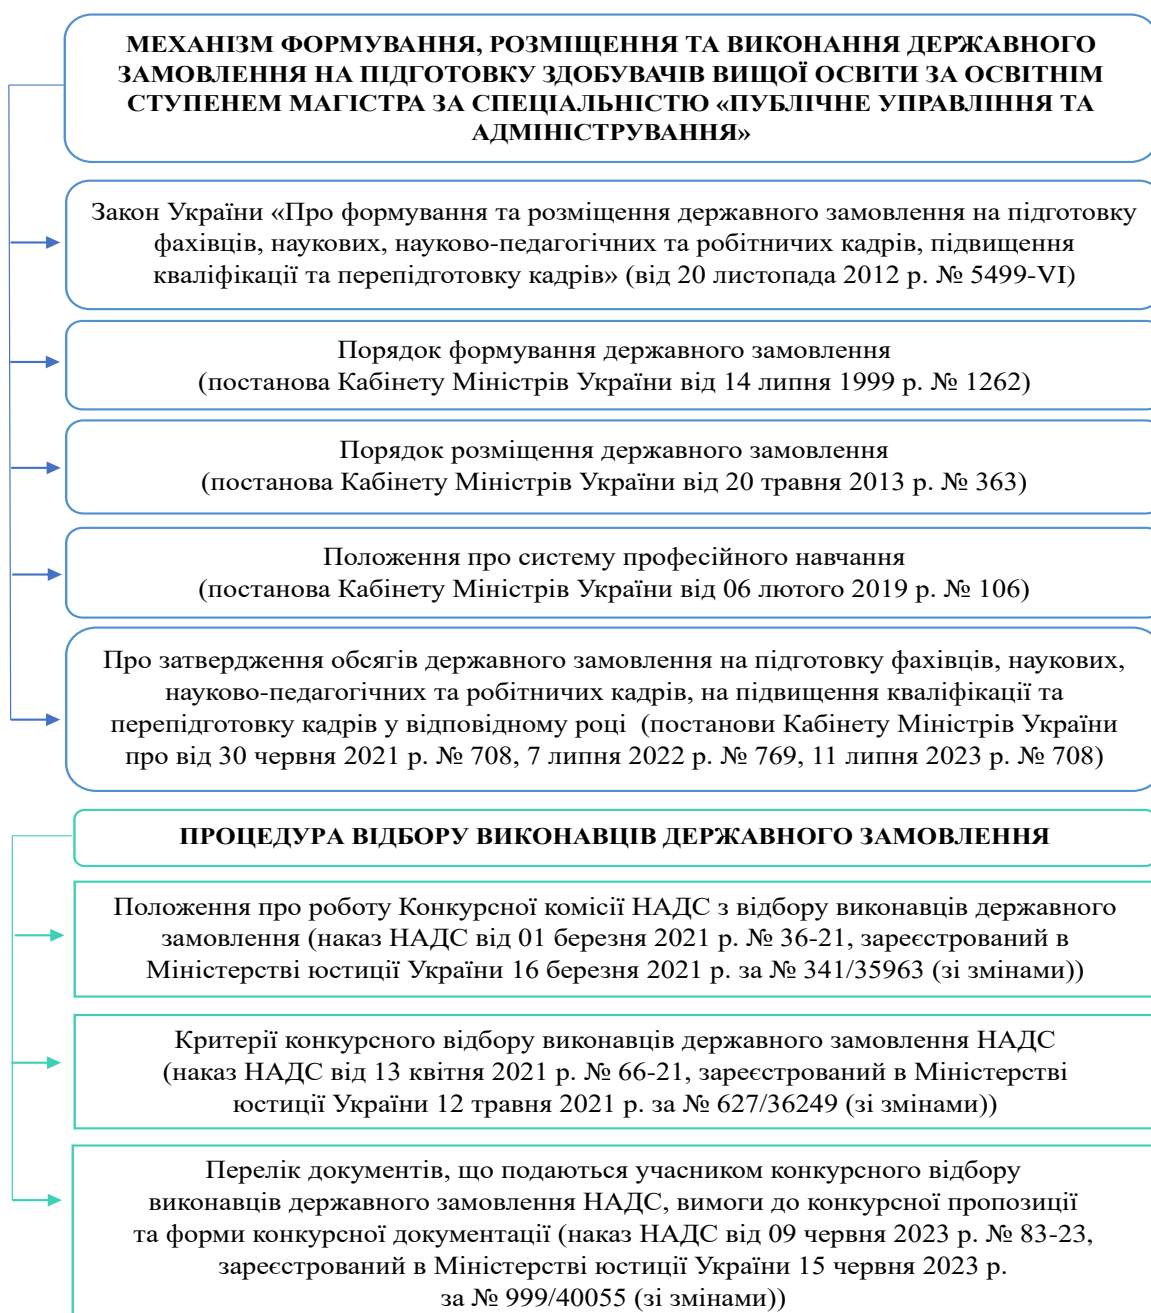 МЕХАНІЗМ ФОРМУВАННЯ, РОЗМІЩЕННЯ ТА ВИКОНАННЯ ДЕРЖАВНОГО
ЗАМОВЛЕННЯ НА ПІДГОТОВКУ ЗДОБУВАЧІВ ВИЩОЇ ОСВІТИ ЗА ОСВІТНІМ
СТУПЕНЕМ МАГІСТРА ЗА СПЕЦІАЛЬНІСТЮ «ПУБЛІЧНЕ УПРАВЛІННЯ ТА
АДМІНІСТРУВАННЯ»
Закон України «Про формування та розміщення державного замовлення на підготовку
фахівців, наукових, науково-педагогічних та робітничих кадрів, підвищення
кваліфікації та перепідготовку кадрів» (від 20 листопада 2012 р. № 5499-VI)
Порядок формування державного замовлення
(постанова Кабінету Міністрів України від 14 липня 1999 р. № 1262)
Порядок розміщення державного замовлення
(постанова Кабінету Міністрів України від 20 травня 2013 р. № 363)
Положення про систему професійного навчання
(постанова Кабінету Міністрів України від 06 лютого 2019 р. № 106)
Про затвердження обсягів державного замовлення на підготовку фахівців, наукових,
науково-педагогічних та робітничих кадрів, на підвищення кваліфікації та
перепідготовку кадрів у відповідному році (постанови Кабінету Міністрів України
про від 30 червня 2021 р. № 708, 7 липня 2022 р. № 769, 11 липня 2023 р. № 708)
ПРОЦЕДУРА ВІДБОРУ ВИКОНАВЦІВ ДЕРЖАВНОГО ЗАМОВЛЕННЯ
Положення про роботу Конкурсної комісії НАДС з відбору виконавців державного
замовлення (наказ НАДС від 01 березня 2021 р. № 36-21, зареєстрований в
Міністерстві юстиції України 16 березня 2021 р. за № 341/35963 (зі змінами))
Критерії конкурсного відбору виконавців державного замовлення НАДС
(наказ НАДС від 13 квітня 2021 р. № 66-21, зареєстрований в Міністерстві
юстиції України 12 травня 2021 р. за № 627/36249 (зі змінами))
Перелік документів, що подаються учасником конкурсного відбору
виконавців державного замовлення НАДС, вимоги до конкурсної пропозиції
та форми конкурсної документації (наказ НАДС від 09 червня 2023 р. № 83-23,
зареєстрований в Міністерстві юстиції України 15 червня 2023 р.
за № 999/40055 (зі змінами))